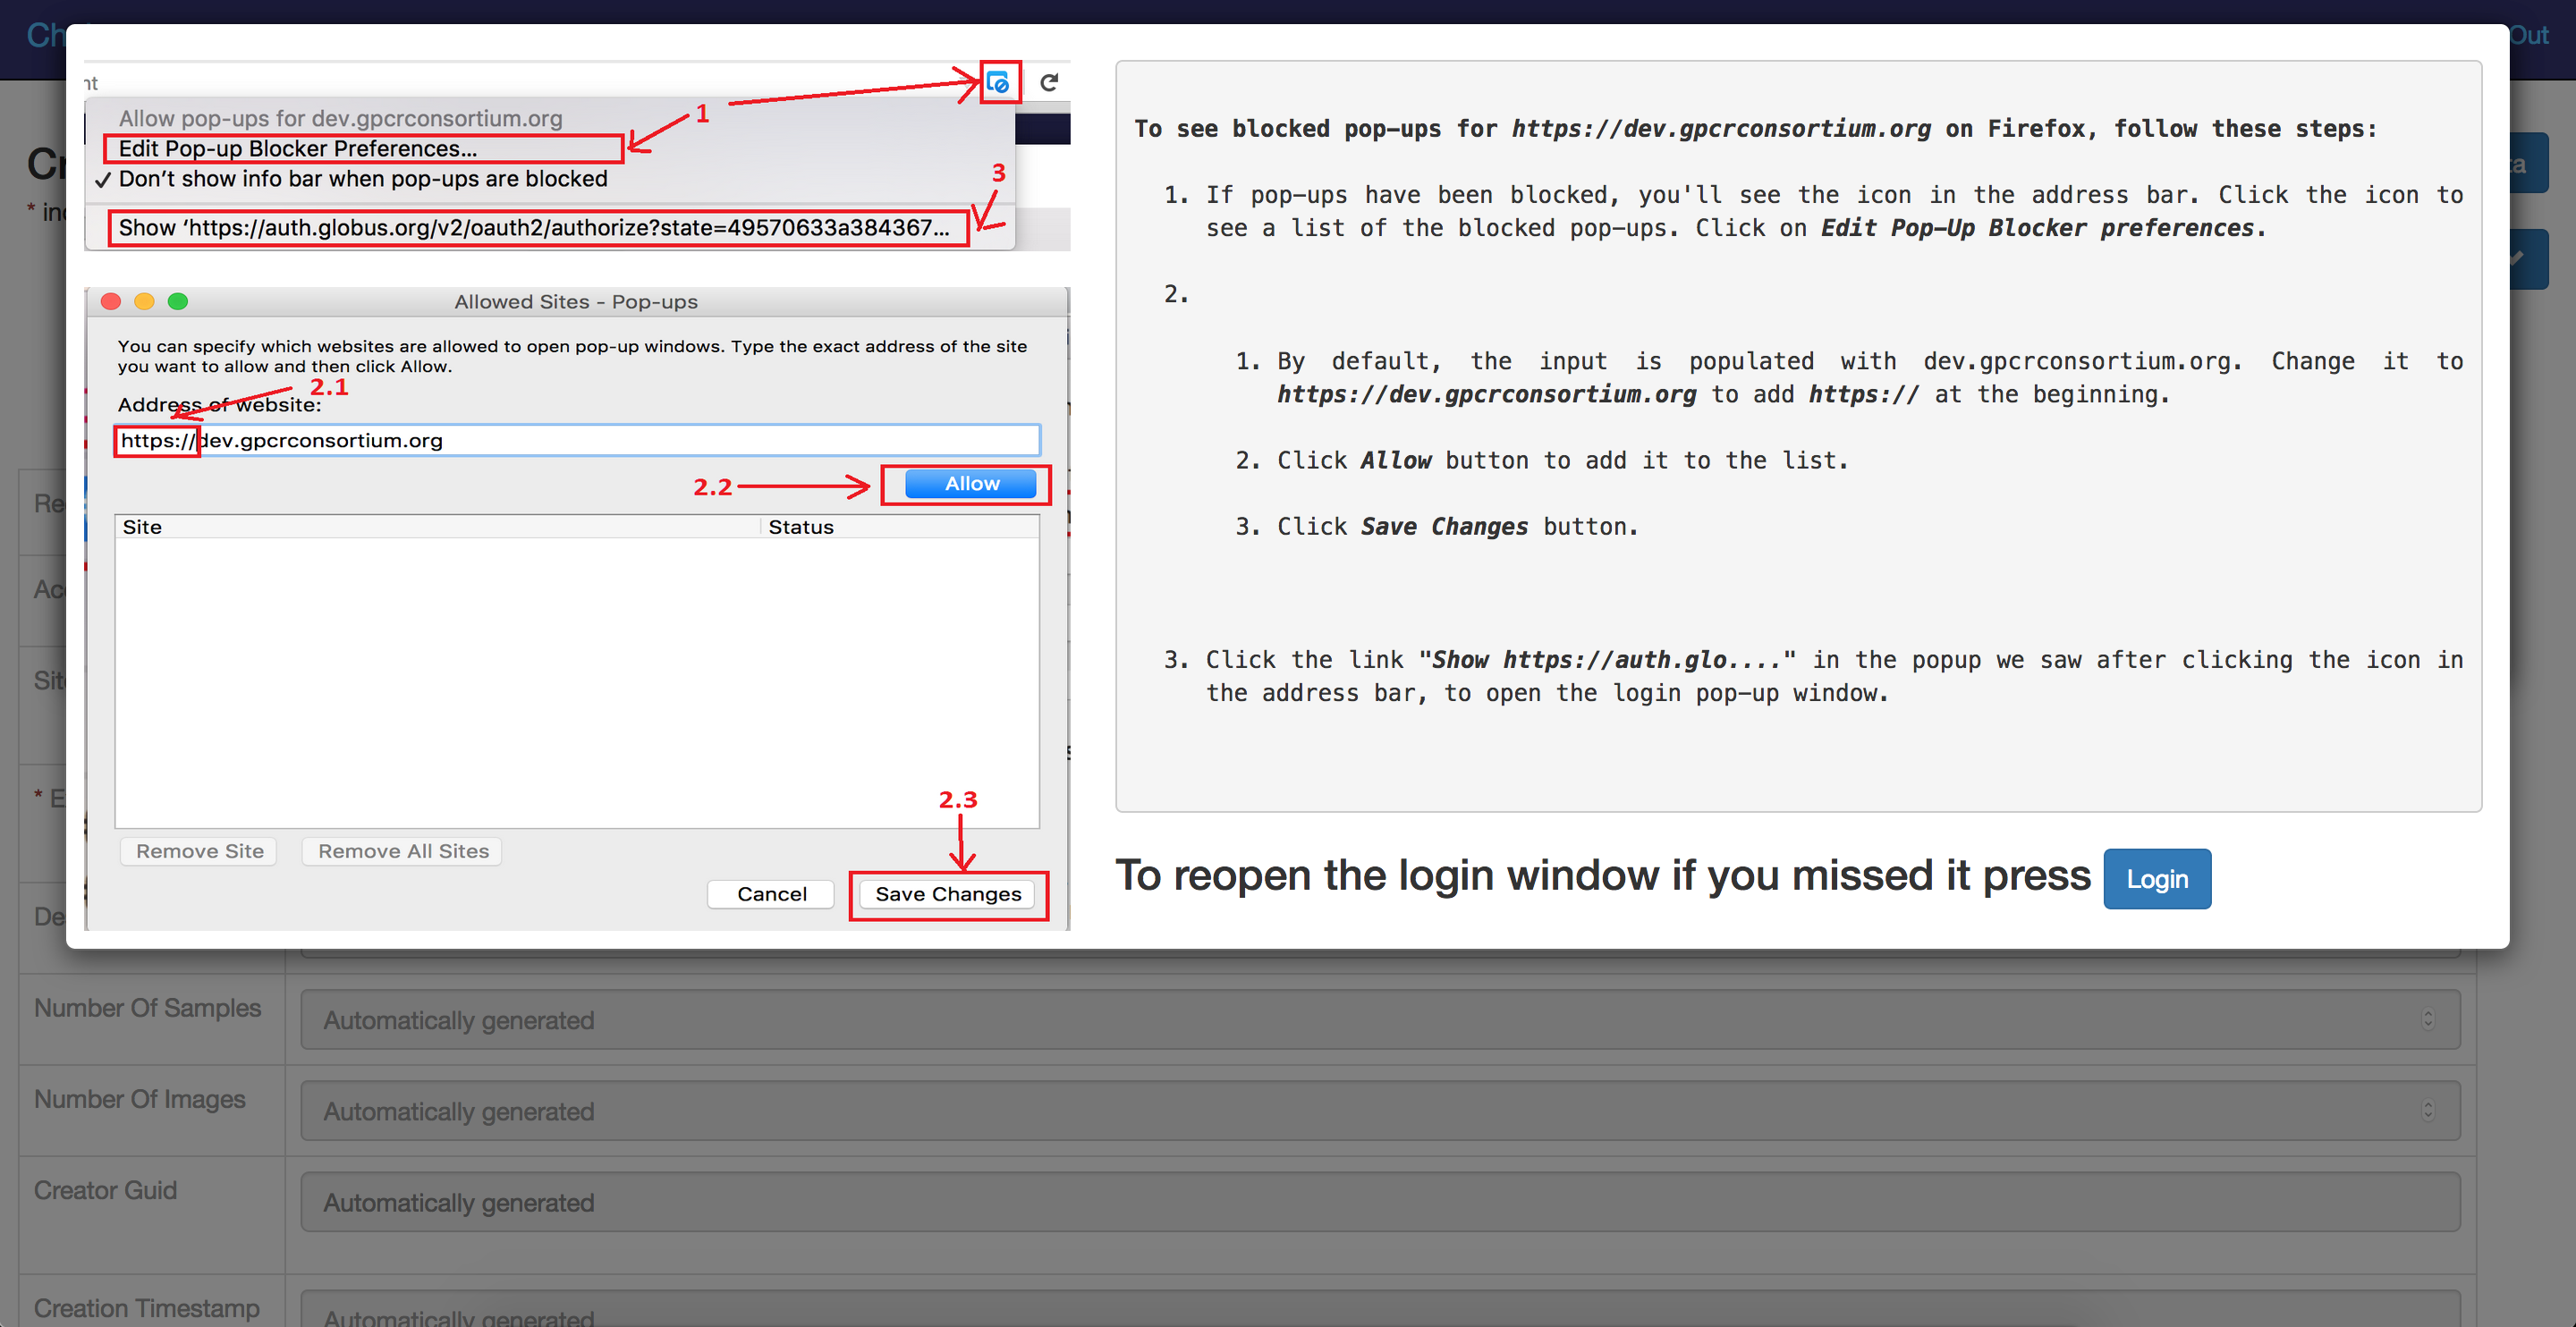 Out
nt
1
Allow pop-ups for dev.gpcrconsortium.org
Edit Pop-up Blocker Preferences...
3
✓ Don't show info bar when pop-ups are blocked
Show 'https://auth.globus.org/v2/oauth2/authorize?state=49570633a384367...
Allowed Sites - Pop-ups
You can specify which websites are allowed to open pop-up windows. Type the exact address of the site
you want to allow and then click Allow.
2.1
Address of website:
https://dev.gpcrconsortium.org
2.2
Allow
Site Status
2.3
Remove Site Remove All Sites
Cancel Save Changes
To see blocked pop-ups for https://dev.gpcrconsortium.org on Firefox, follow these steps:
1. If pop-ups have been blocked, you'll see the icon in the address bar. Click the icon to
see a list of the blocked pop-ups. Click on Edit Pop-Up Blocker preferences.
2.
1. By default, the input is populated with dev.gpcrconsortium.org. Change it to
https://dev.gpcrconsortium.org to add https:// at the beginning.
2. Click Allow button to add it to the list.
3. Click Save Changes button.
3. Click the link "Show https://auth.glo...." in the popup we saw after clicking the icon in
the address bar, to open the login pop-up window.
To reopen the login window if you missed it press Login
Number Of Samples Automatically generated
Number Of Images Automatically generated
Creator Guid Automatically generated
Creation Timestamp Automatically generated